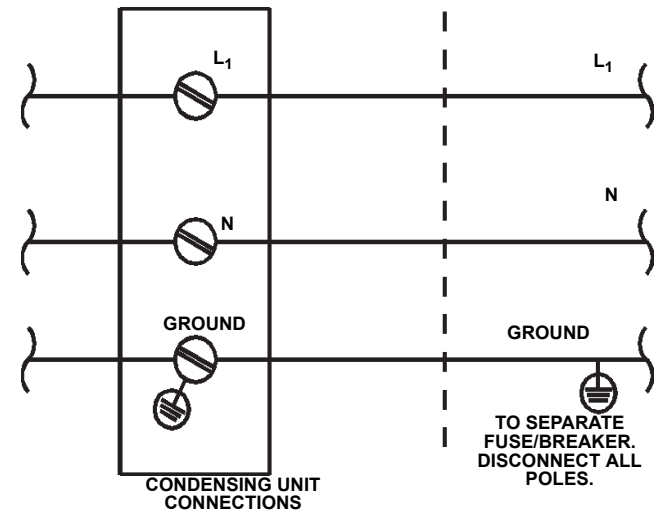 L1
L1
N
N
GROUND
GROUND
TO SEPARATE
FUSE/BREAKER.
DISCONNECT ALL
POLES.
CONDENSING UNIT
CONNECTIONS